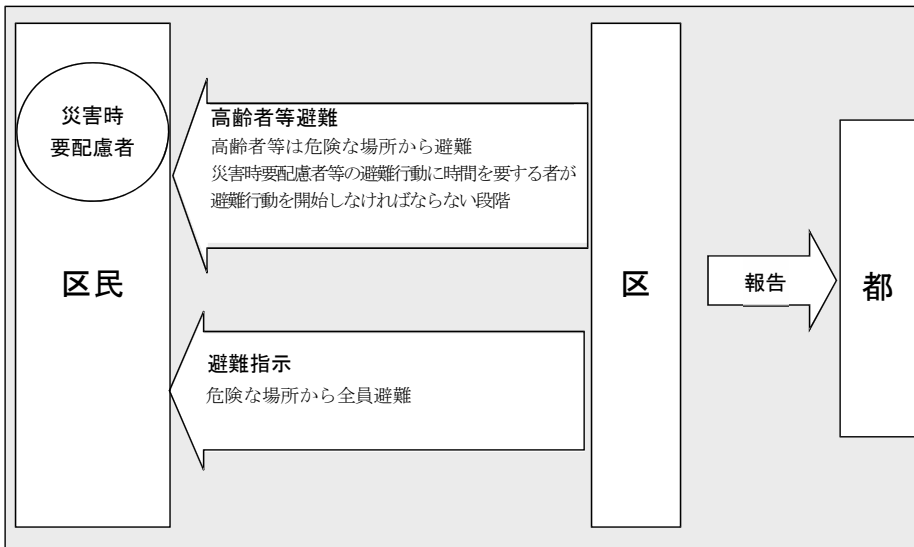 災害時
要配慮者
区民
高齢者等避難
高齢者等は危険な場所から避難
災害時要配慮者等の避難行動に時間を要する者が
避難行動を開始しなければならない段階
避難指示
危険な場所から全員避難
区
報告
都